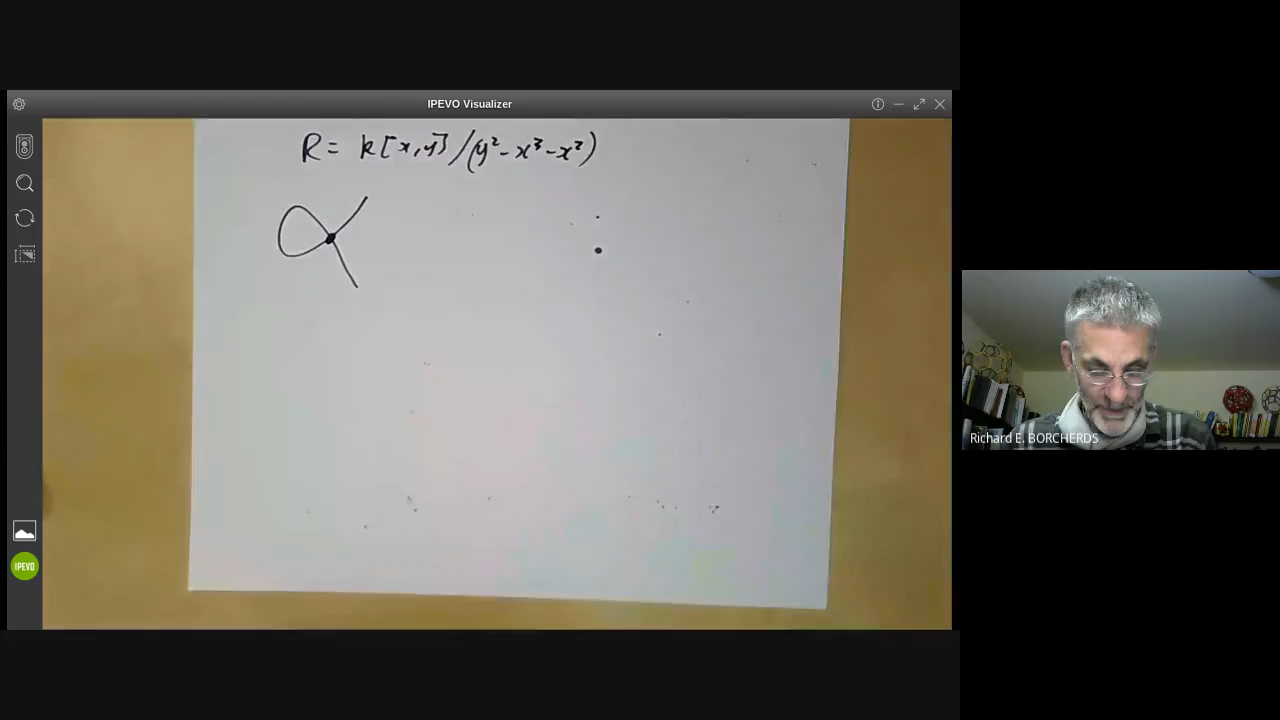 IPEVO Visualizer
R = k[x,y]/(y²-x³-x²)
IPEVO
Richard E. BORCHERDS